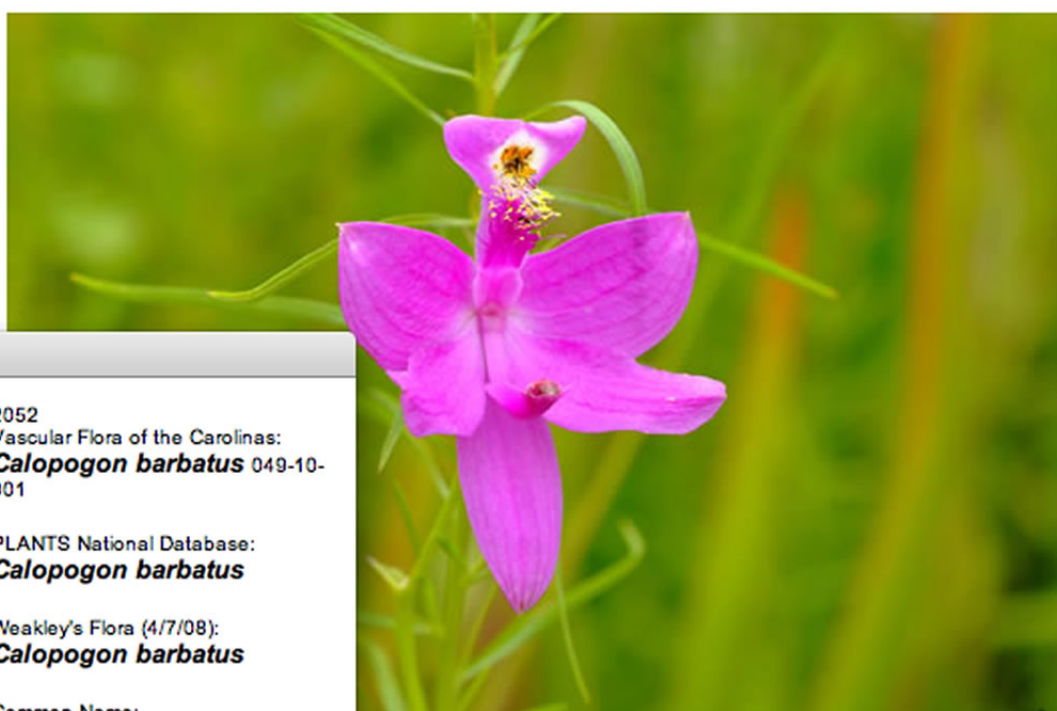 2052
Vascular Flora of the Carolinas:
Calopogon barbatus 049-10-
001
PLANTS National Database:
Calopogon barbatus
Weakley's Flora (4/7/08):
Calopogon barbatus
Common Name: